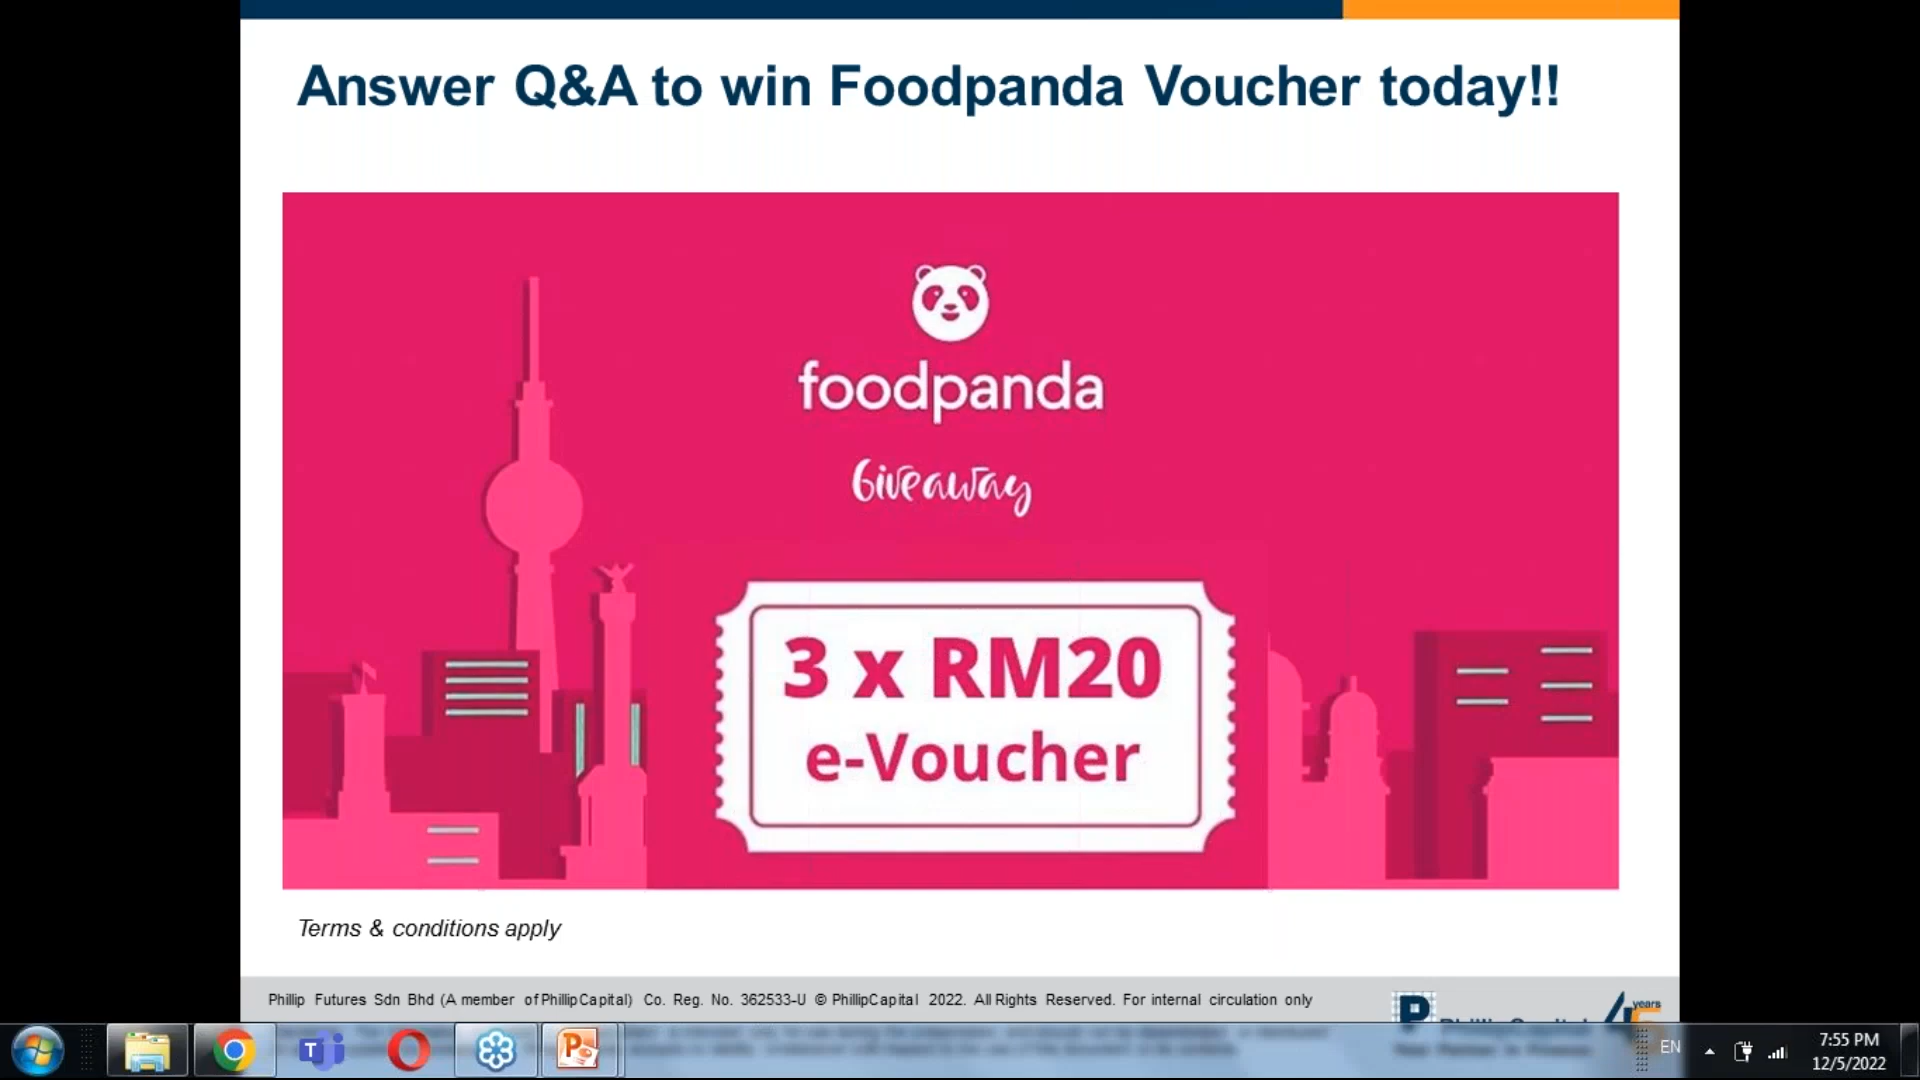 Answer Q&A to win Foodpanda Voucher today!!
foodpanda
Giveaway
3 x RM20
e-Voucher
Terms & conditions apply
Phillip Futures Sdn Bhd (A member of PhillipCapital) Co. Reg. No. 362533-U © PhillipCapital 2022. All Rights Reserved. For internal circulation only
years
EN
7:55 PM
12/5/2022